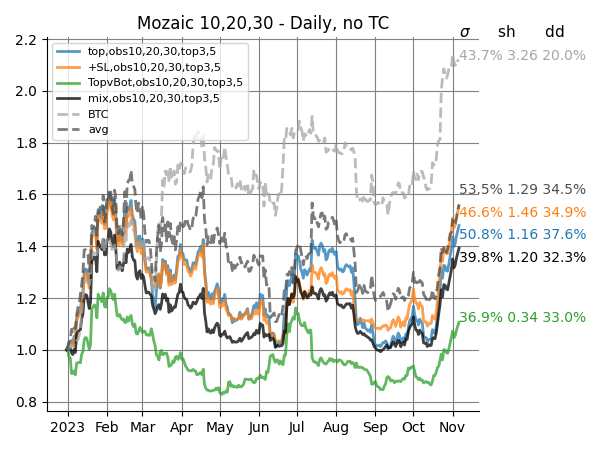 Mozaic 10,20,30 - Daily, no TC
σ sh dd
2.2
2.0
1.8
1.6
1.4
1.2
1.0
0.8
top,obs10,20,30,top3,5
+SL,obs10,20,30,top3,5
TopvBot,obs10,20,30,top3,5
mix,obs10,20,30,top3,5
BTC
avg
43.7% 3.26 20.0%
53.5% 1.29 34.5%
46.6% 1.46 34.9%
50.8% 1.16 37.6%
39.8% 1.20 32.3%
36.9% 0.34 33.0%
2023 Feb Mar Apr May Jun Jul Aug Sep Oct Nov